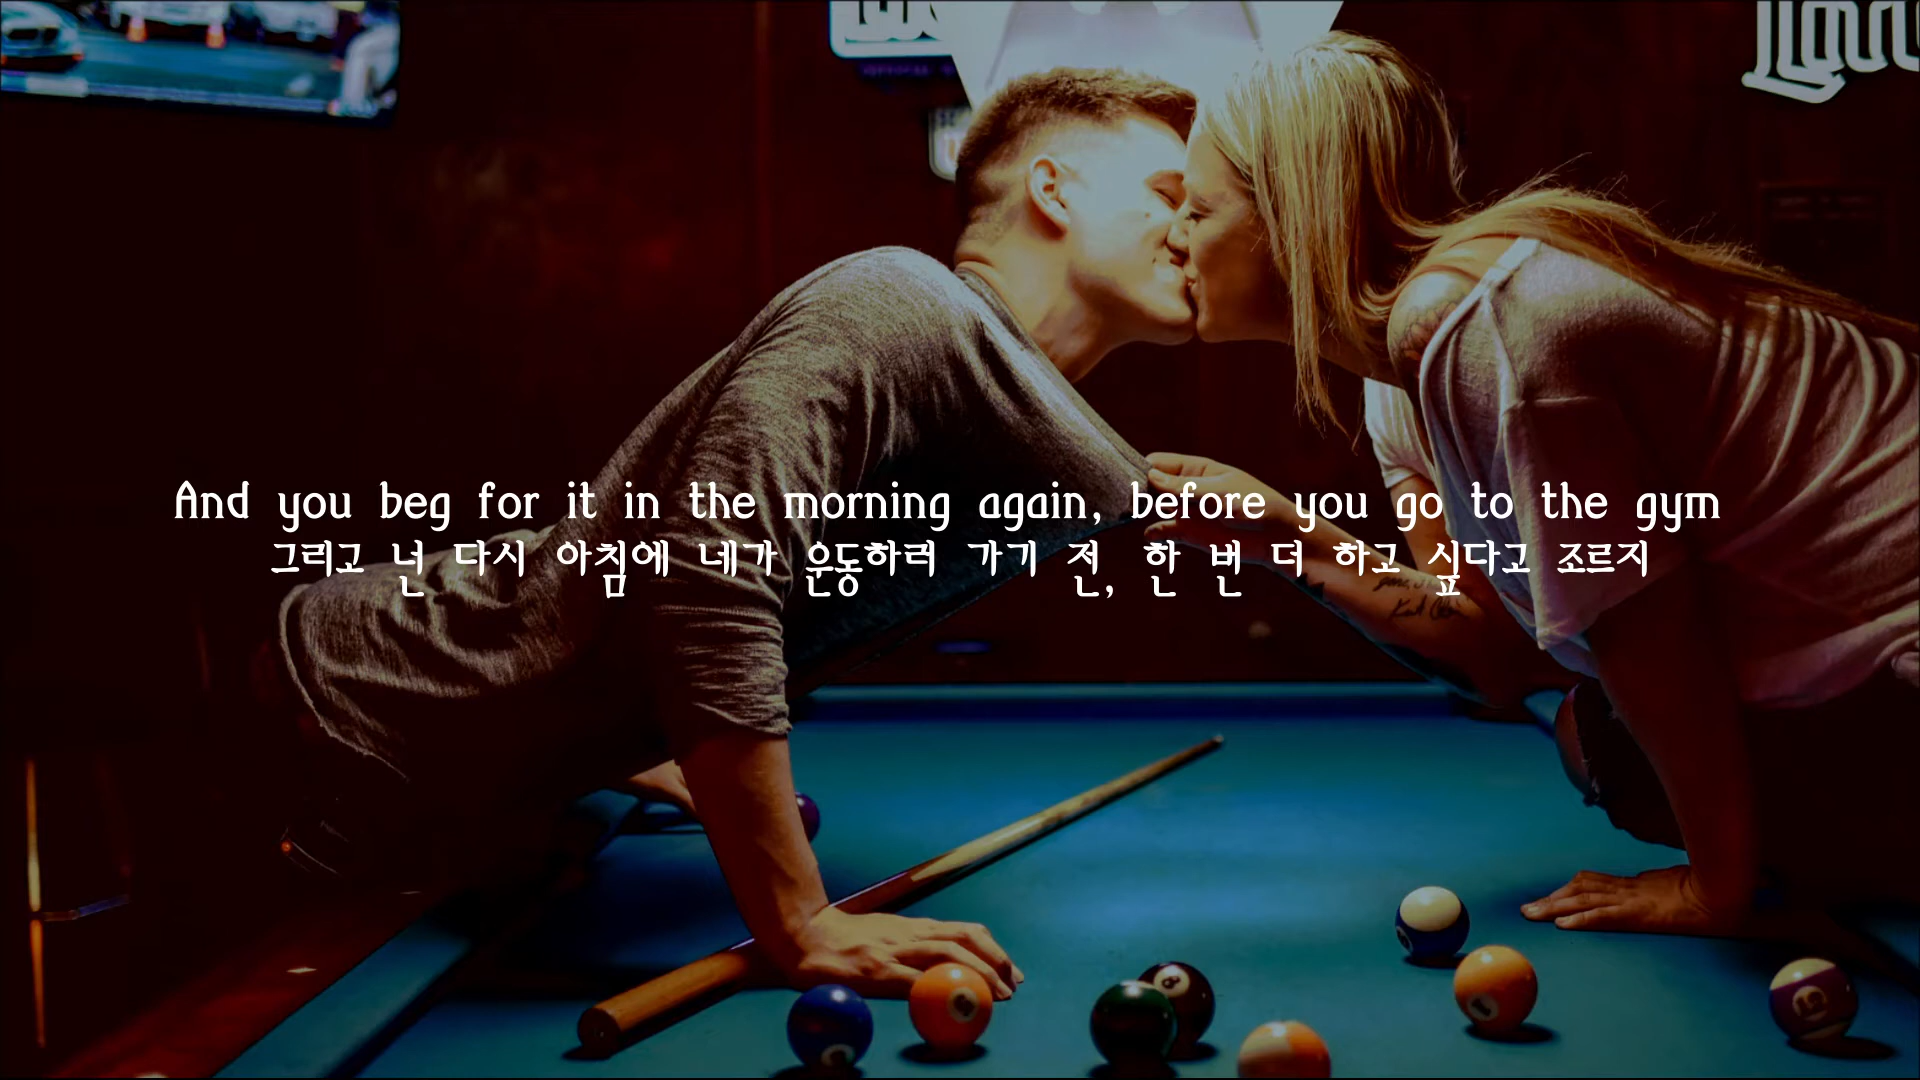 And you beg for it in the morning again, before you go to the gym
그리고 넌 다시 아침에 네가 운동하러 가기 전, 한 번 더 하고 싶다고 조르지
8